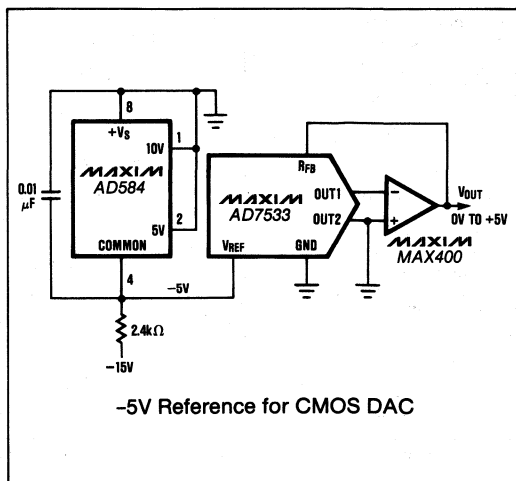 8
+VS
10V
1
MAXIM
AD584
5V
2
COMMON
4
0.01
µF
–5V
2.4kΩ
–15V
RFB
MAXIM
AD7533
OUT1
OUT2
VREF
GND
–
+
VOUT
0V TO +5V
MAXIM
MAX400
–5V Reference for CMOS DAC